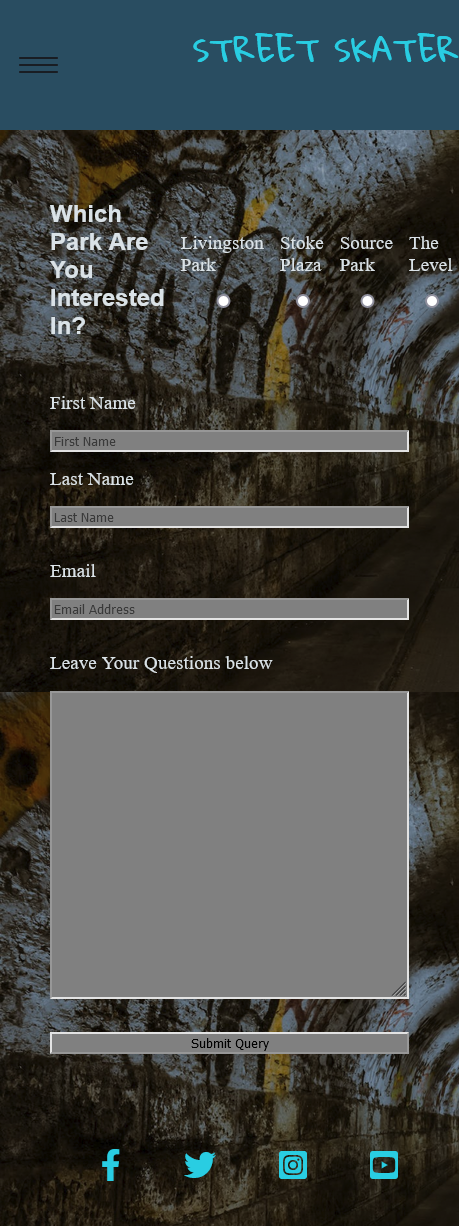 STREET SKATER
Which
Park Are
You
Interested
In?
Livingston
Park
Stoke
Plaza
Source
Park
The
Level
First Name
First Name
Last Name
Last Name
Email
Email Address
Leave Your Questions below
Submit Query